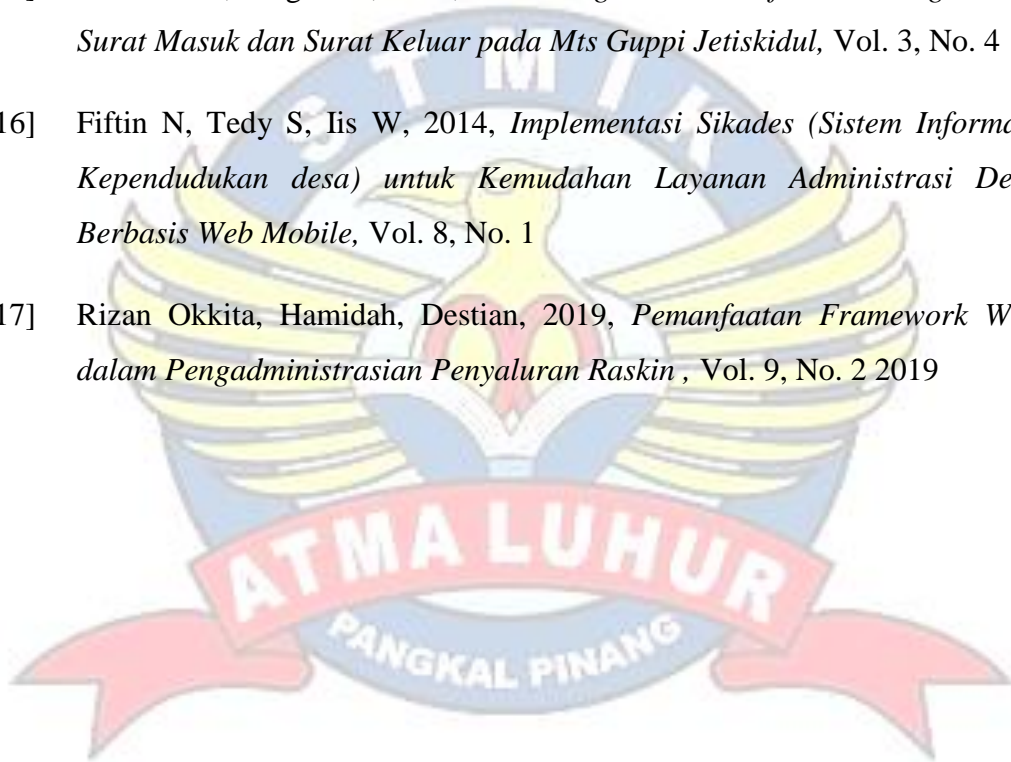 Surat Masuk dan Surat Keluar pada Mts Guppi Jetiskidul, Vol. 3, No. 4
16] Fiftin N, Tedy S, Iis W, 2014, Implementasi Sikades (Sistem Informa
Kependudukan desa) untuk Kemudahan Layanan Administrasi De
Berbasis Web Mobile, Vol. 8, No. 1
17] Rizan Okkita, Hamidah, Destian, 2019, Pemanfaatan Framework W
dalam Pengadministrasian Penyaluran Raskin , Vol. 9, No. 2 2019
STMIK
ATMA LUHUR
PANGKAL PINANG